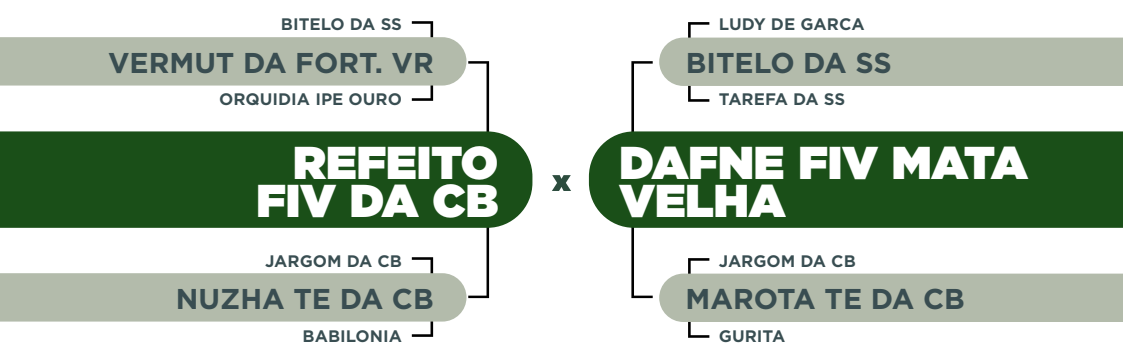 BITELO DA SS
VERMUT DA FORT. VR
ORQUIDIA IPE OURO
REFEITO
FIV DA CB
JARGOM DA CB
NUZHA TE DA CB
BABILONIA
x
LUDY DE GARCA
BITELO DA SS
TAREFA DA SS
DAFNE FIV MATA
VELHA
JARGOM DA CB
MAROTA TE DA CB
GURITA